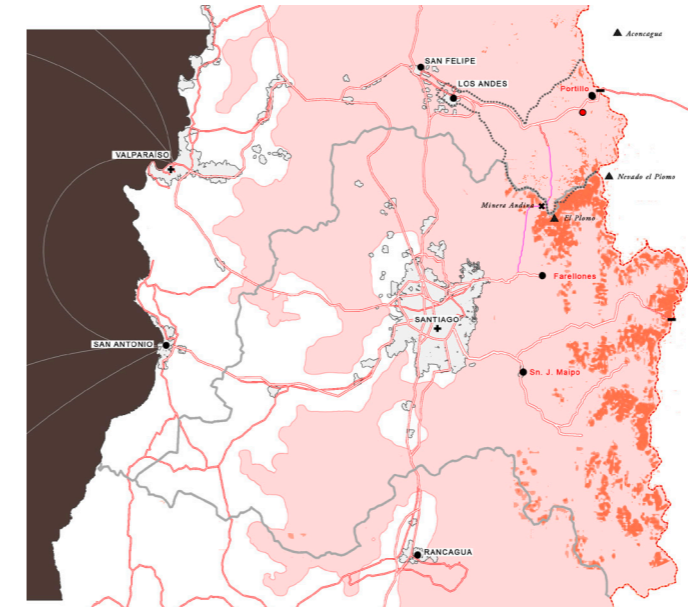 Aconcagua
SAN FELIPE
LOS ANDES
Portillo
VALPARAÍSO
Nevado el Plomo
Minera Andina
El Plomo
Farellones
SANTIAGO
SAN ANTONIO
Sn. J. Maipo
RANCAGUA